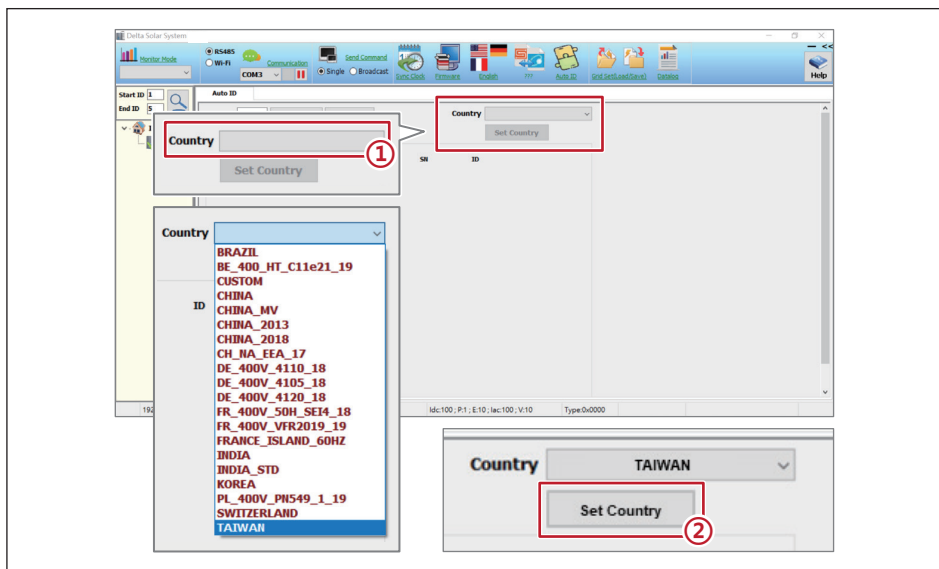 Delta Solar System
Monitor Mode
RS485
Wi-Fi
Communication
COM3
Send Command
Single Broadcast
Sync Clock
Firmware
English
???
Auto ID
Grid Set(Load/Save)
Datalog
<<
Help
Start ID 1
End ID 5
Auto ID
Country
Set Country
SN ID
Country
①
Set Country
Country
BRAZIL
BE_400_HT_C11e21_19
CUSTOM
CHINA
ID
CHINA_MV
CHINA_2013
CHINA_2018
CH_NA_EEA_17
DE_400V_4110_18
DE_400V_4105_18
DE_400V_4120_18
FR_400V_50H_SEI4_18
FR_400V_VFR2019_19
FRANCE_ISLAND_60HZ
INDIA
INDIA_STD
KOREA
PL_400V_PN549_1_19
SWITZERLAND
TAIWAN
192
Idc:100 ; P:1 ; E:10 ; Iac:100 ; V:10 Type:0x0000
Country TAIWAN
Set Country
②